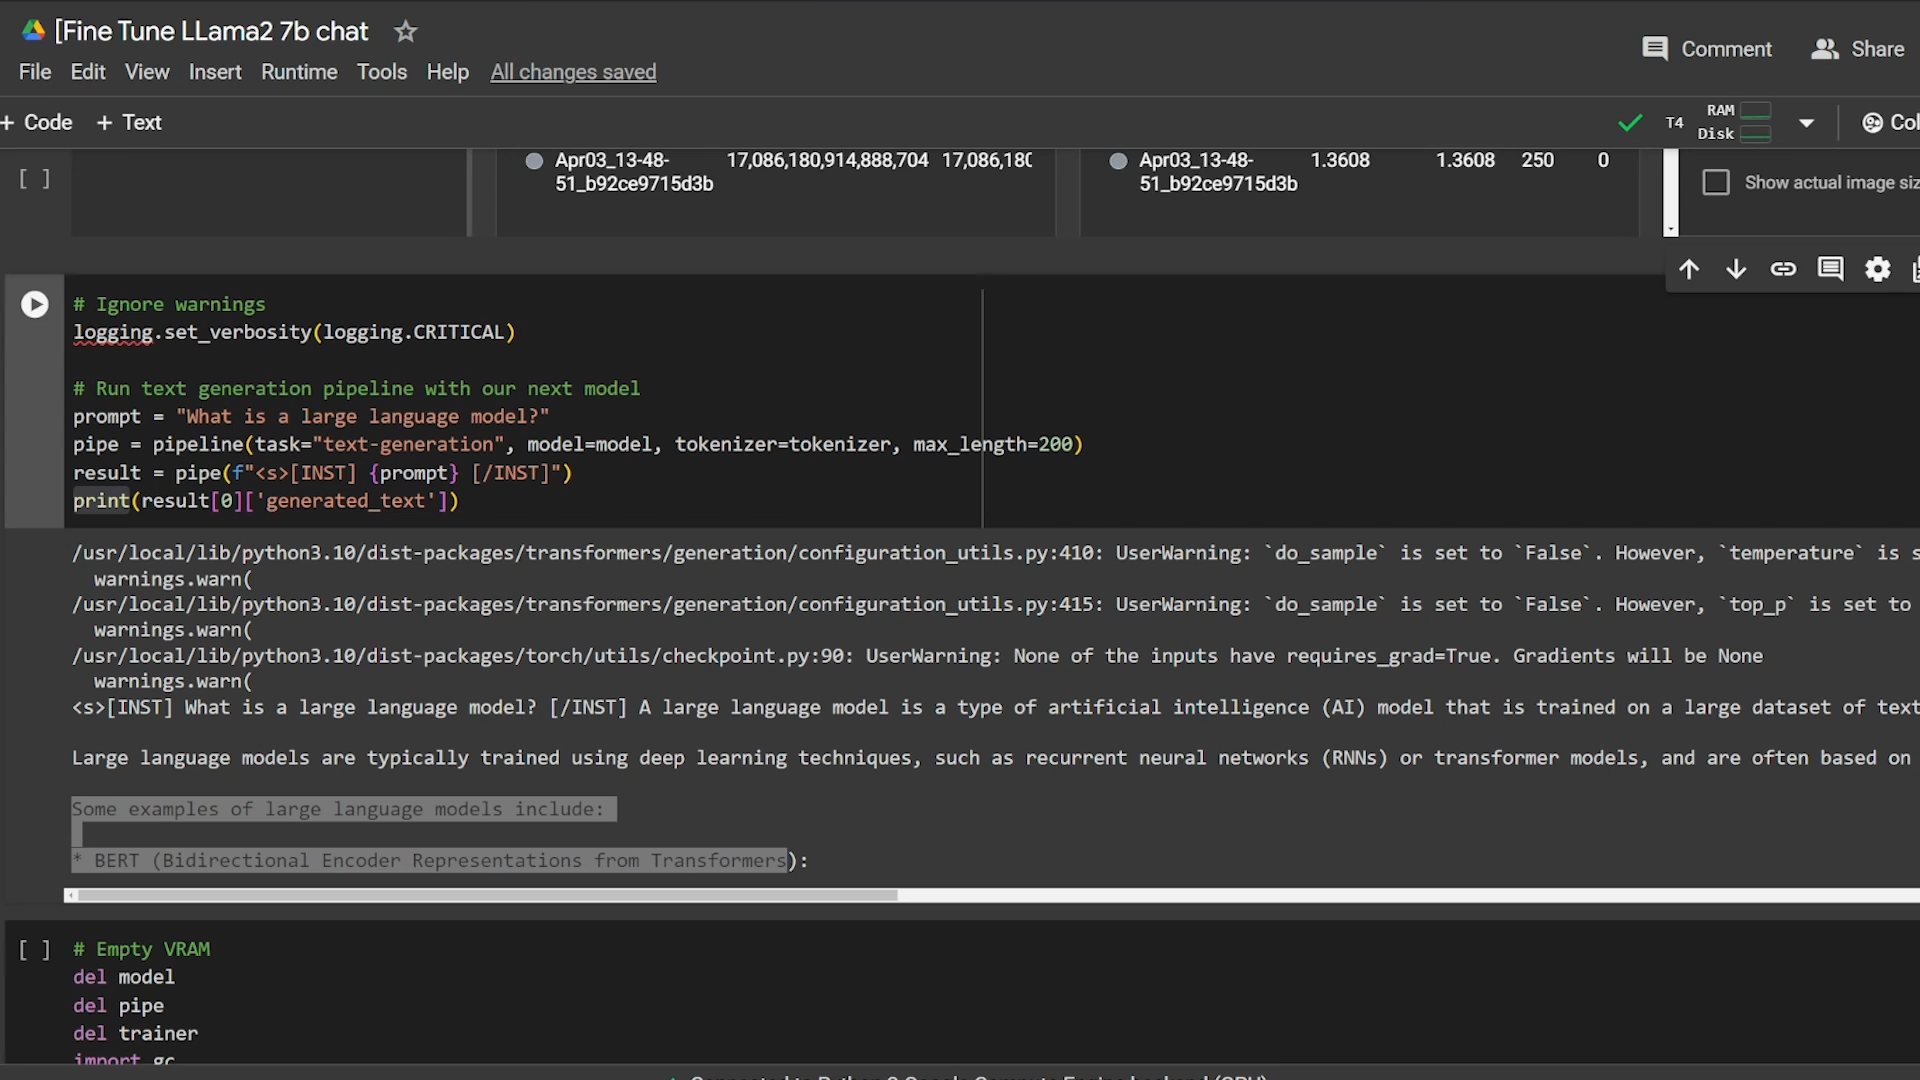 [Fine Tune LLama2 7b chat
File Edit View Insert Runtime Tools Help All changes saved
Comment Share
+ Code + Text
T4 RAM Disk
[ ]
Apr03_13-48-51_b92ce9715d3b 17,086,180,914,888,704
Apr03_13-48-51_b92ce9715d3b 1.3608 1.3608 250 0
Show actual image
# Ignore warnings
logging.set_verbosity(logging.CRITICAL)
# Run text generation pipeline with our next model
prompt = "What is a large language model?"
pipe = pipeline(task="text-generation", model=model, tokenizer=tokenizer, max_length=200)
result = pipe(f"<s>[INST] {prompt} [/INST]")
print(result[0]['generated_text'])
/usr/local/lib/python3.10/dist-packages/transformers/generation/configuration_utils.py:410: UserWarning: `do_sample` is set to `False`. However, `temperature` is
warnings.warn(
/usr/local/lib/python3.10/dist-packages/transformers/generation/configuration_utils.py:415: UserWarning: `do_sample` is set to `False`. However, `top_p` is set to
warnings.warn(
/usr/local/lib/python3.10/dist-packages/torch/utils/checkpoint.py:90: UserWarning: None of the inputs have requires_grad=True. Gradients will be None
warnings.warn(
<s>[INST] What is a large language model? [/INST] A large language model is a type of artificial intelligence (AI) model that is trained on a large dataset of text
Large language models are typically trained using deep learning techniques, such as recurrent neural networks (RNNs) or transformer models, and are often based on
Some examples of large language models include:
* BERT (Bidirectional Encoder Representations from Transformers):
[ ] # Empty VRAM
del model
del pipe
del trainer
import gc